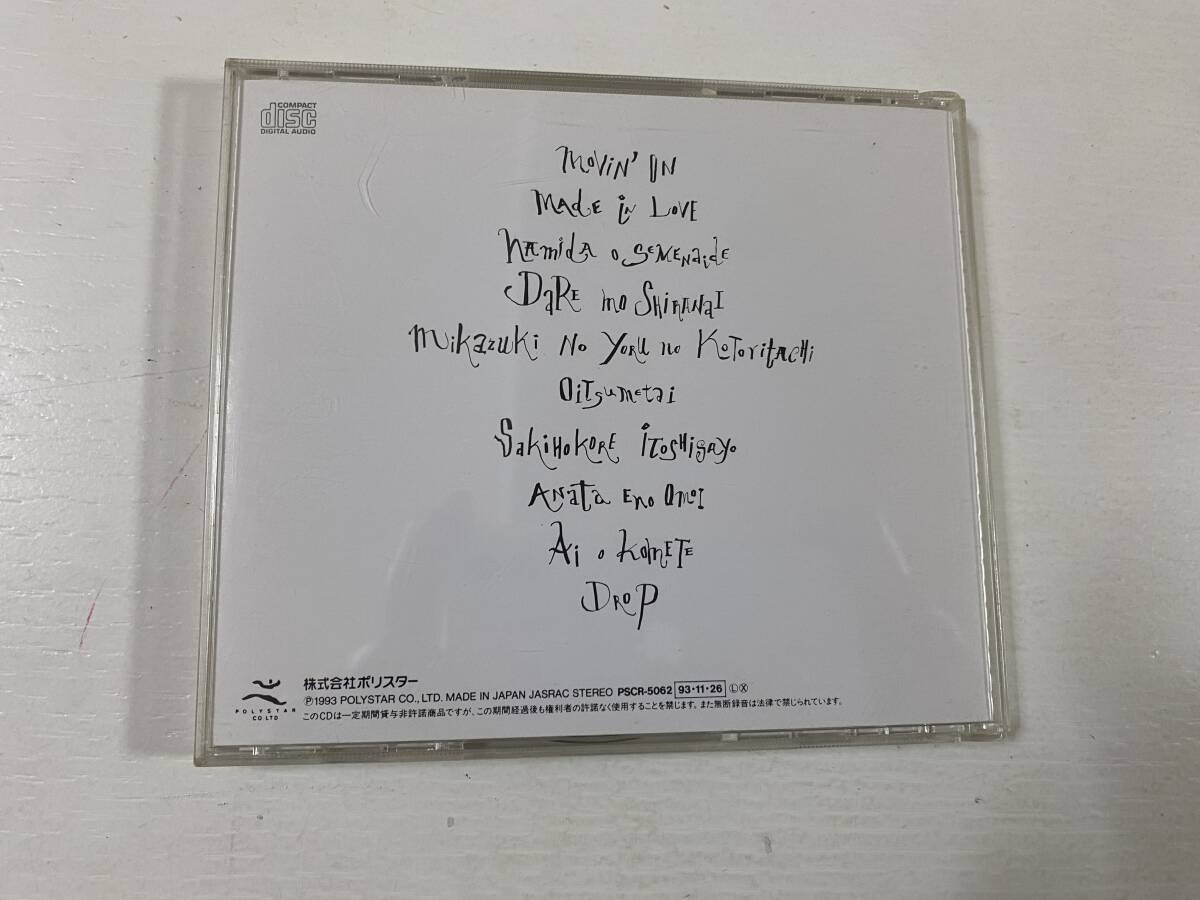 COMPACT
disc
DIGITAL AUDIO
MOViN' ON
MadE iN LOVE
NAMidA o SEMENaidE
DaRE mo SHiRANaI
Mikazuki No YoRu no KoToritacHi
OiTsumetai
SakiHoKoRE iToSHisaYo
ANaTa ENo OmoI
Ai o KomETE
DRoP
POLYSTAR
CO LTD
株式会社ポリスター
Ⓟ1993 POLYSTAR CO., LTD. MADE IN JAPAN JASRAC STEREO PSCR-5062 93·11·26 Ⓛ Ⓧ
このCDは一定期間貸与非許諾商品ですが、この期間経過後も権利者の許諾なく使用することを禁じます。また無断録音は法律で禁じられています。